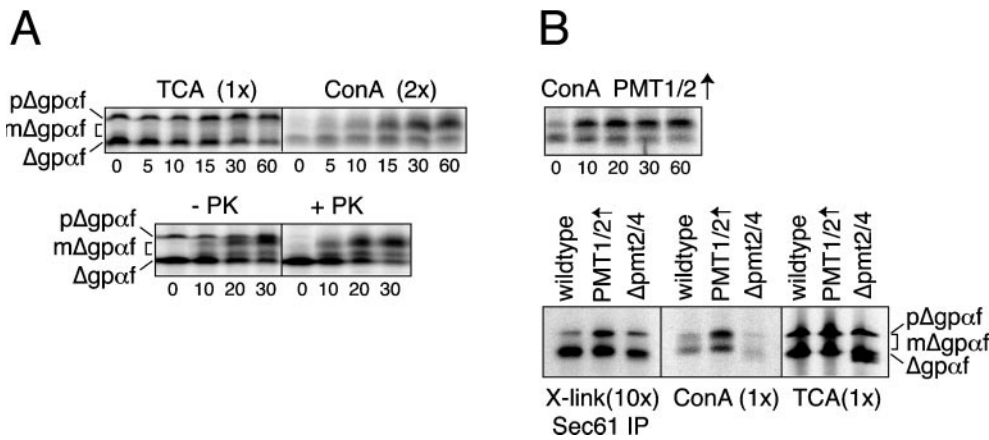 A
TCA (1x) ConA (2x)
pΔgpαf
mΔgpαf
Δgpαf
0 5 10 15 30 60 0 5 10 15 30 60
- PK + PK
pΔgpαf
mΔgpαf
Δgpαf
0 10 20 30 0 10 20 30
B
ConA PMT1/2↑
0 10 20 30 60
wildtype PMT1/2↑ Δpmt2/4 wildtype PMT1/2↑ Δpmt2/4 wildtype PMT1/2↑ Δpmt2/4
pΔgpαf
mΔgpαf
Δgpαf
X-link(10x) ConA (1x) TCA(1x)
Sec61 IP